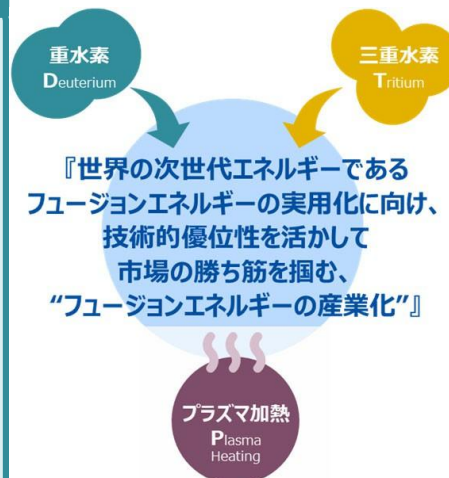 重水素
Deuterium
三重水素
Tritium
『世界の次世代エネルギーである
フュージョンエネルギーの実用化に向け、
技術的優位性を活かして
市場の勝ち筋を掴む、
“フュージョンエネルギーの産業化”』
プラズマ加熱
Plasma
Heating